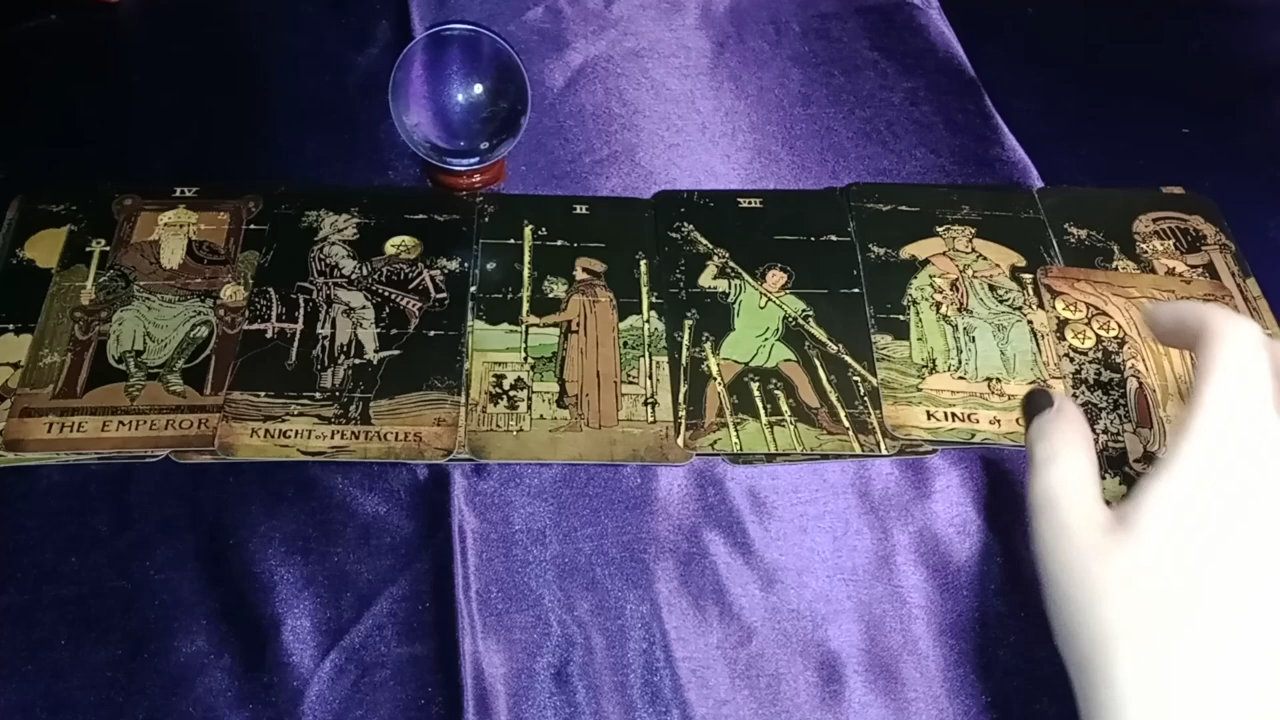 IV
THE EMPEROR
KNIGHT of PENTACLES
II
VII
KING of